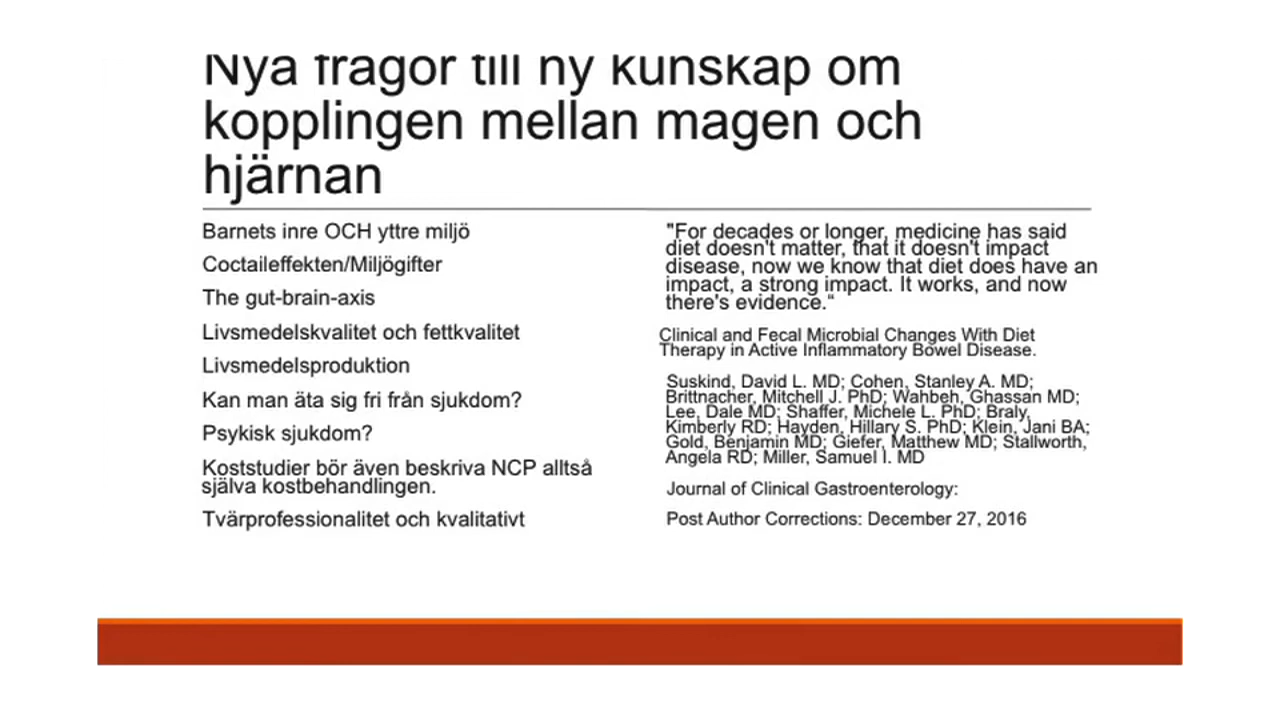 Nya frågor till ny kunskap om
kopplingen mellan magen och
hjärnan
Barnets inre OCH yttre miljö
Coctaileffekten/Miljögifter
The gut-brain-axis
Livsmedelskvalitet och fettkvalitet
Livsmedelsproduktion
Kan man äta sig fri från sjukdom?
Psykisk sjukdom?
Koststudier bör även beskriva NCP alltså
själva kostbehandlingen.
Tvärprofessionalitet och kvalitativt
"For decades or longer, medicine has said
diet doesn't matter, that it doesn't impact
disease, now we know that diet does have an
impact, a strong impact. It works, and now
there's evidence.“
Clinical and Fecal Microbial Changes With Diet
Therapy in Active Inflammatory Bowel Disease.
Suskind, David L. MD; Cohen, Stanley A. MD;
Brittnacher, Mitchell J. PhD; Wahbeh, Ghassan MD;
Lee, Dale MD; Shaffer, Michele L. PhD; Braly,
Kimberly RD; Hayden, Hillary S. PhD; Klein, Jani BA;
Gold, Benjamin MD; Giefer, Matthew MD; Stallworth,
Angela RD; Miller, Samuel I. MD
Journal of Clinical Gastroenterology:
Post Author Corrections: December 27, 2016